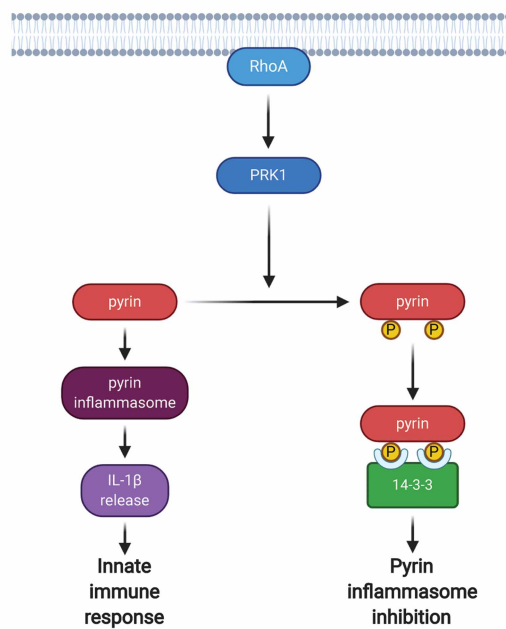 RhoA
PRK1
pyrin
pyrin
P P
pyrin
inflammasome
pyrin
P P
14-3-3
IL-1β
release
Innate
immune
response
Pyrin
inflammasome
inhibition